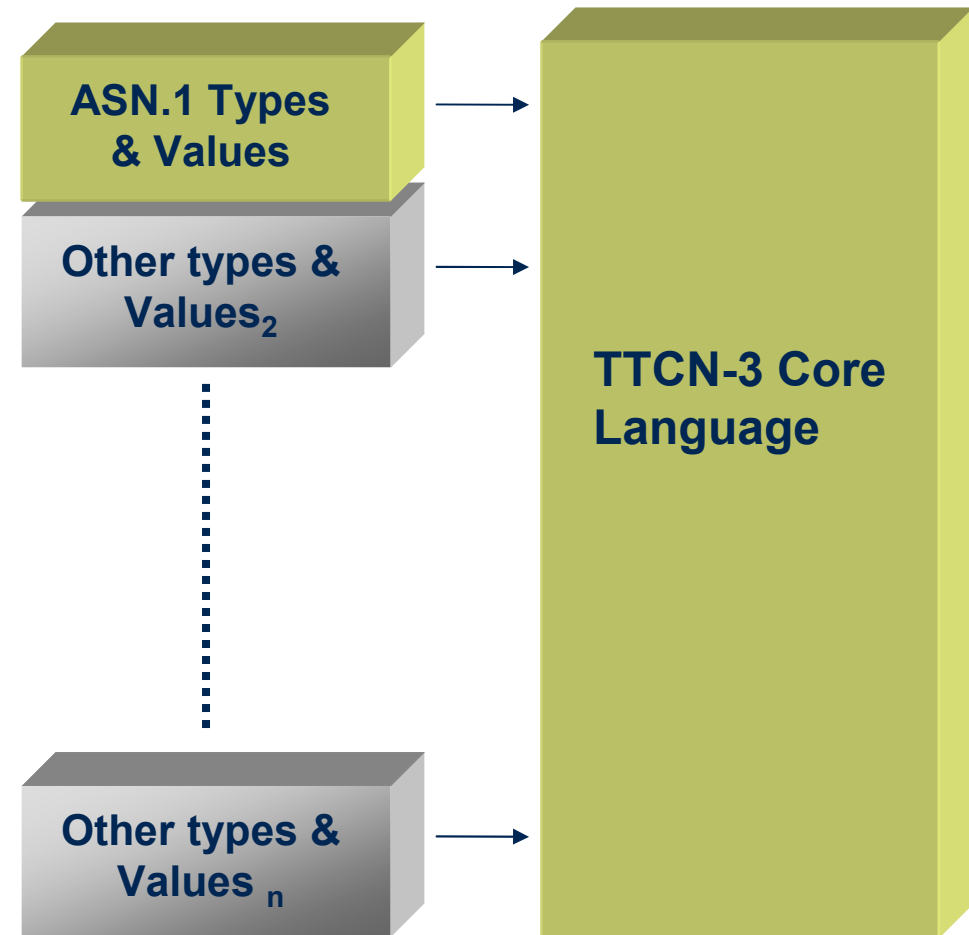 ASN.1 Types
& Values
Other types &
Values₂
TTCN-3 Core
Language
Other types &
Values ₙ